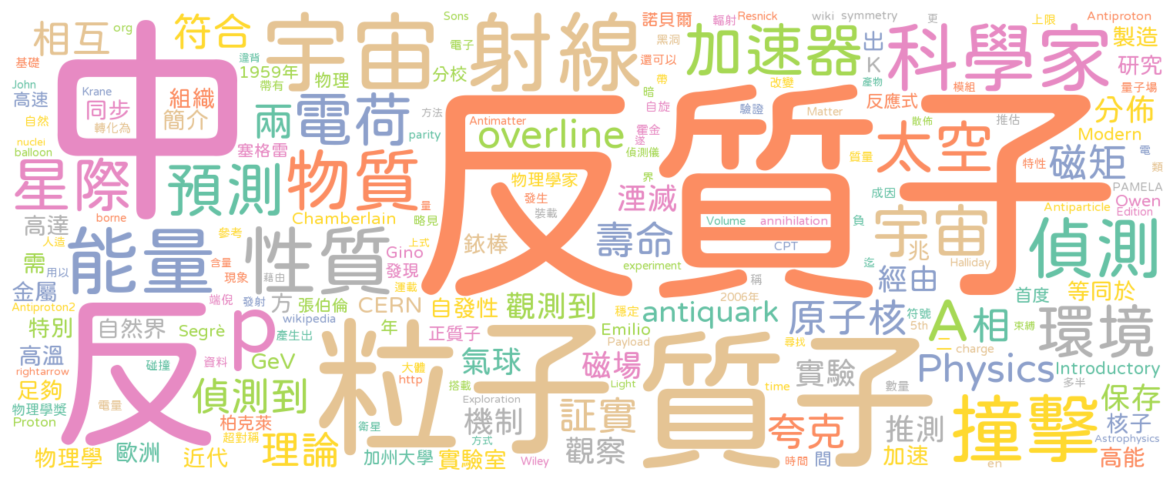 相互
org
符合
宇宙
射線
Sons
電子
諾貝爾
wiki
symmetry
輻射
Resnick
更
上限
Antiproton
製造
基礎
中
違背
1959年
帶有
物理
分校
加速器
黑洞
還可以
出
K
科學家
研究
John
高速
Krane
同步
轉化為
組織
簡介
兩
電荷
方法
Antimatter
overline
暗
帶
自旋
改變
驗證
反應式
產物
模組
量子場
分佈
自然
nuclei
balloon
塞格雷
parity
反質子
霍金
遂
偵測儀
Matter
散佈
推估
Modern
太空
特性
磁矩
電
類
星際
預測
物質
物理學家
發生
裝載
湮滅
界
質量
成因
PAMELA
Owen
Edition
高達
borne
量
Chamberlain
略見
壽命
Volume
annihilation
CPT
負
宇宙
Antiparticle
人造
參考
上式
能量
性質
Gino
發現
銥棒
experiment
稱
迄
兆
Halliday
偵測
需
用以
含量
現象
藉由
連載
金屬
Antiproton2
端倪
發射
方
張伯倫
CERN
自發性
觀測到
穩定
2006年
經由
首度
等同於
特別
自然界
Segrè
wikipedia
產生出
年
正質子
Emilio
Payload
antiquark
尋找
原子核
符號
5th
束縛
A
相
環境
高溫
rightarrow
反
碰撞
資料
p
GeV
大體
http
粒子
氣球
搭載
Light
磁場
質子
time
實驗
數量
二
charge
Physics
Introductory
多半
足夠
物理學獎
電量
偵測到
柏克萊
Exploration
機制
証實
夸克
推測
保存
Proton
超對稱
衛星
方式
觀察
撞擊
核子
Astrophysics
物理學
歐洲
近代
理論
加州大學
實驗室
Wiley
時間
間
加速
en
高能